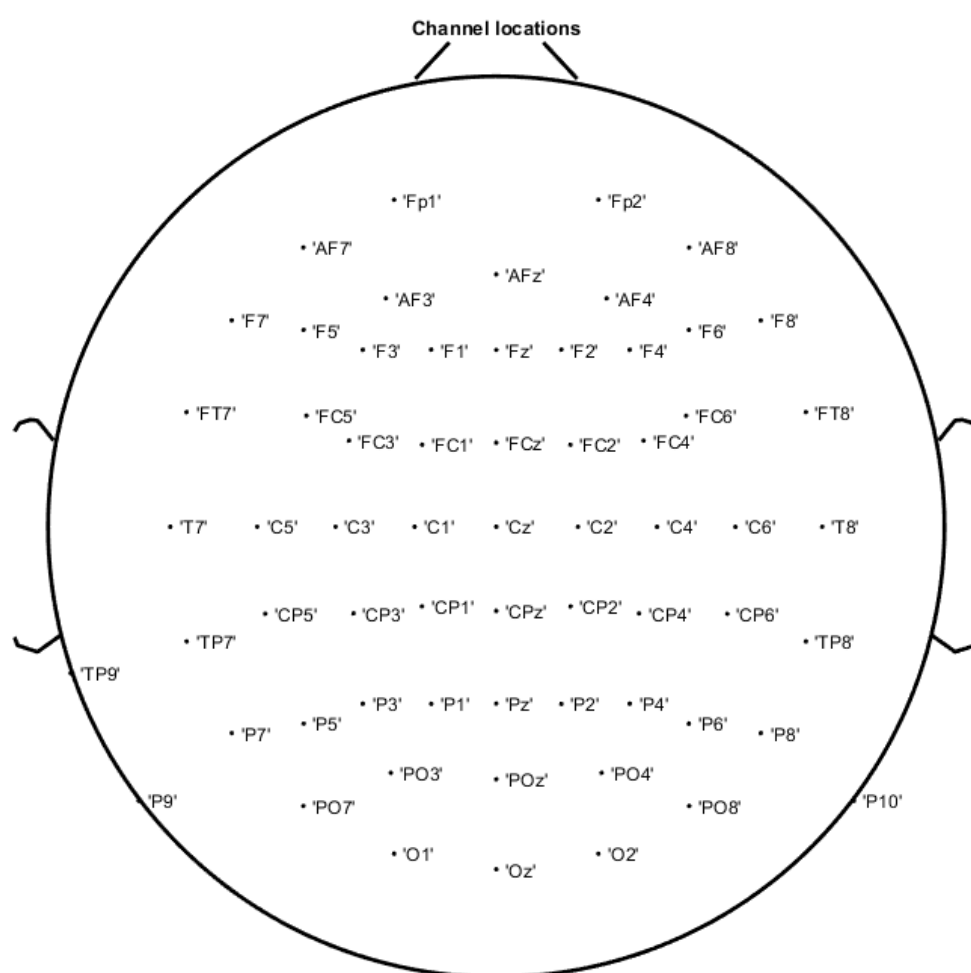 Channel locations
'Fp1' 'Fp2'
'AF7' 'AF8'
'AFz'
'AF3' 'AF4'
'F7' 'F8'
'F5' 'F6'
'F3' 'F1' 'Fz' 'F2' 'F4'
'FT7' 'FT8'
'FC5' 'FC6'
'FC3' 'FC1' 'FCz' 'FC2' 'FC4'
'T7' 'C5' 'C3' 'C1' 'Cz' 'C2' 'C4' 'C6' 'T8'
'CP5' 'CP3' 'CP1' 'CPz' 'CP2' 'CP4' 'CP6'
'TP7' 'TP8'
'TP9'
'P3' 'P1' 'Pz' 'P2' 'P4'
'P5' 'P6'
'P7' 'P8'
'PO3' 'POz' 'PO4'
'P9' 'P10'
'PO7' 'PO8'
'O1' 'O2'
'Oz'